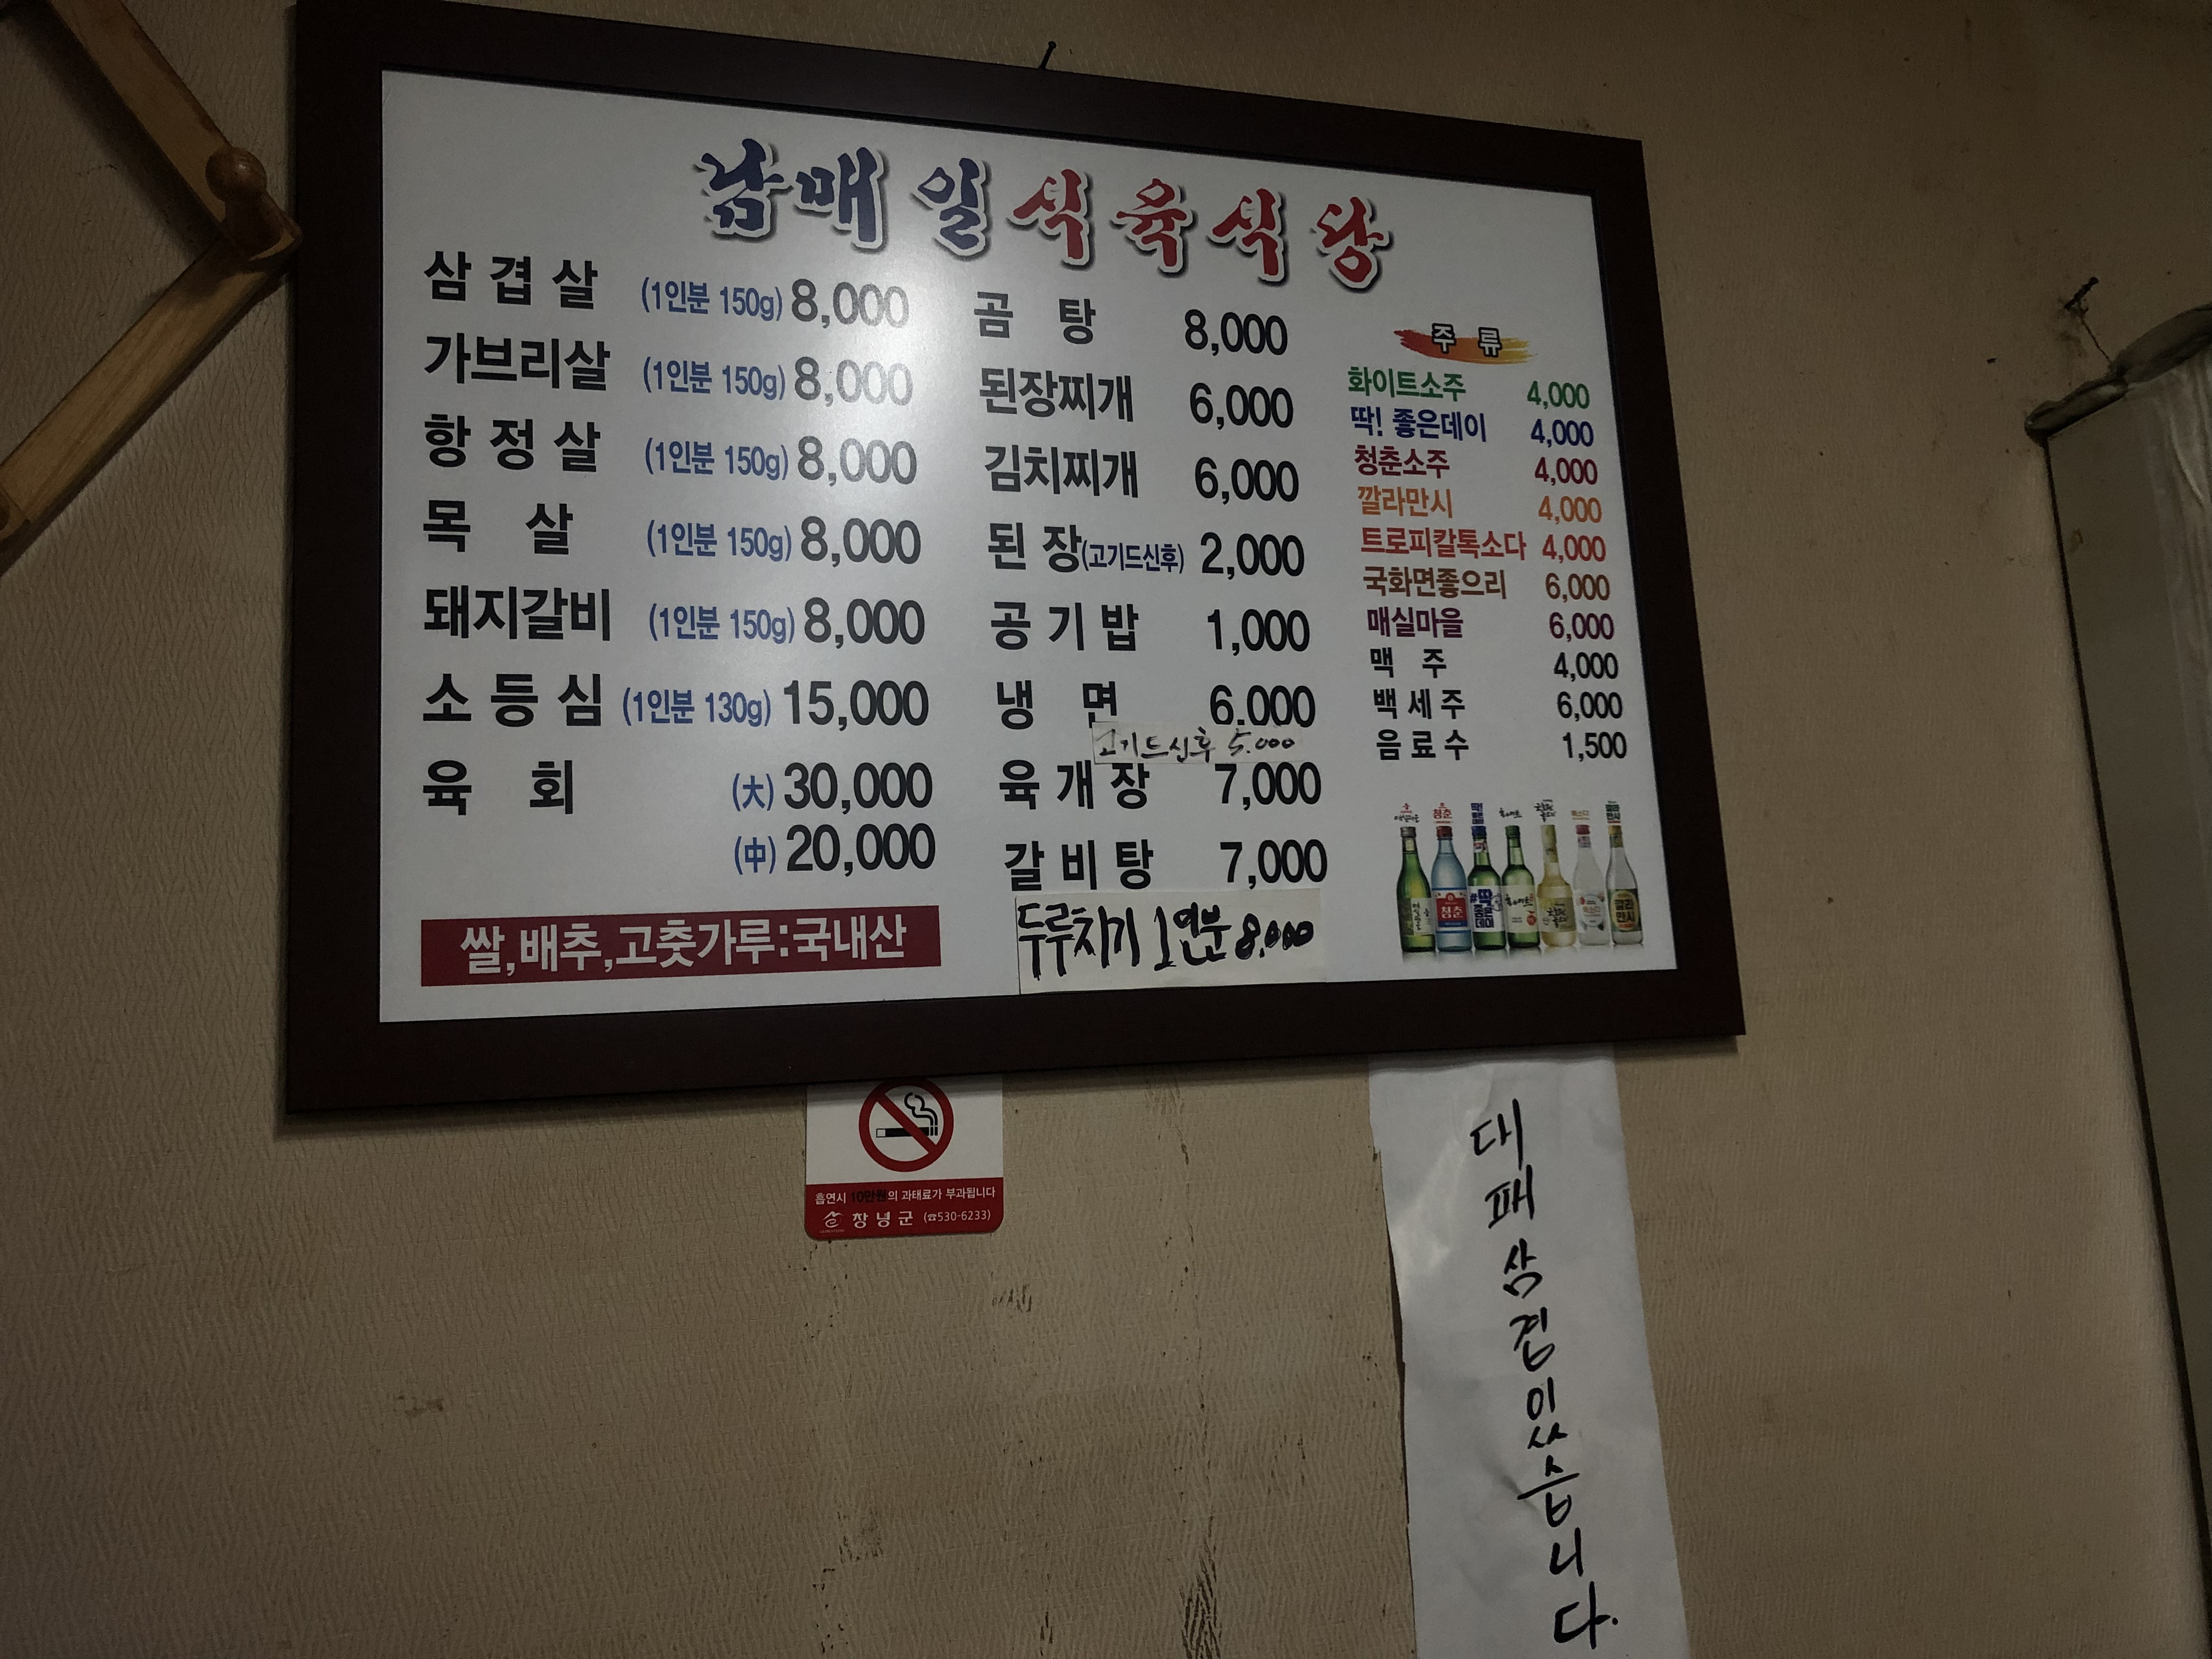 남매일식육식당
삼겹살 (1인분 150g) 8,000
가브리살 (1인분 150g) 8,000
항정살 (1인분 150g) 8,000
목살 (1인분 150g) 8,000
돼지갈비 (1인분 150g) 8,000
소등심 (1인분 130g) 15,000
육회 (大) 30,000
(中) 20,000
쌀,배추,고춧가루:국내산
곰탕 8,000
된장찌개 6,000
김치찌개 6,000
된장(고기드신후) 2,000
공기밥 1,000
냉면 6,000
고기드신후 5.000
육개장 7,000
갈비탕 7,000
두루치기 1인분 8.000
주류
화이트소주 4,000
딱! 좋은데이 4,000
청춘소주 4,000
깔라만시 4,000
트로피칼톡소다 4,000
국화면좋으리 6,000
매실마을 6,000
맥주 4,000
백세주 6,000
음료수 1,500
청춘
흡연시 10만원의 과태료가 부과됩니다
창녕군 (☎530-6233)
대패삼겹있습니다.